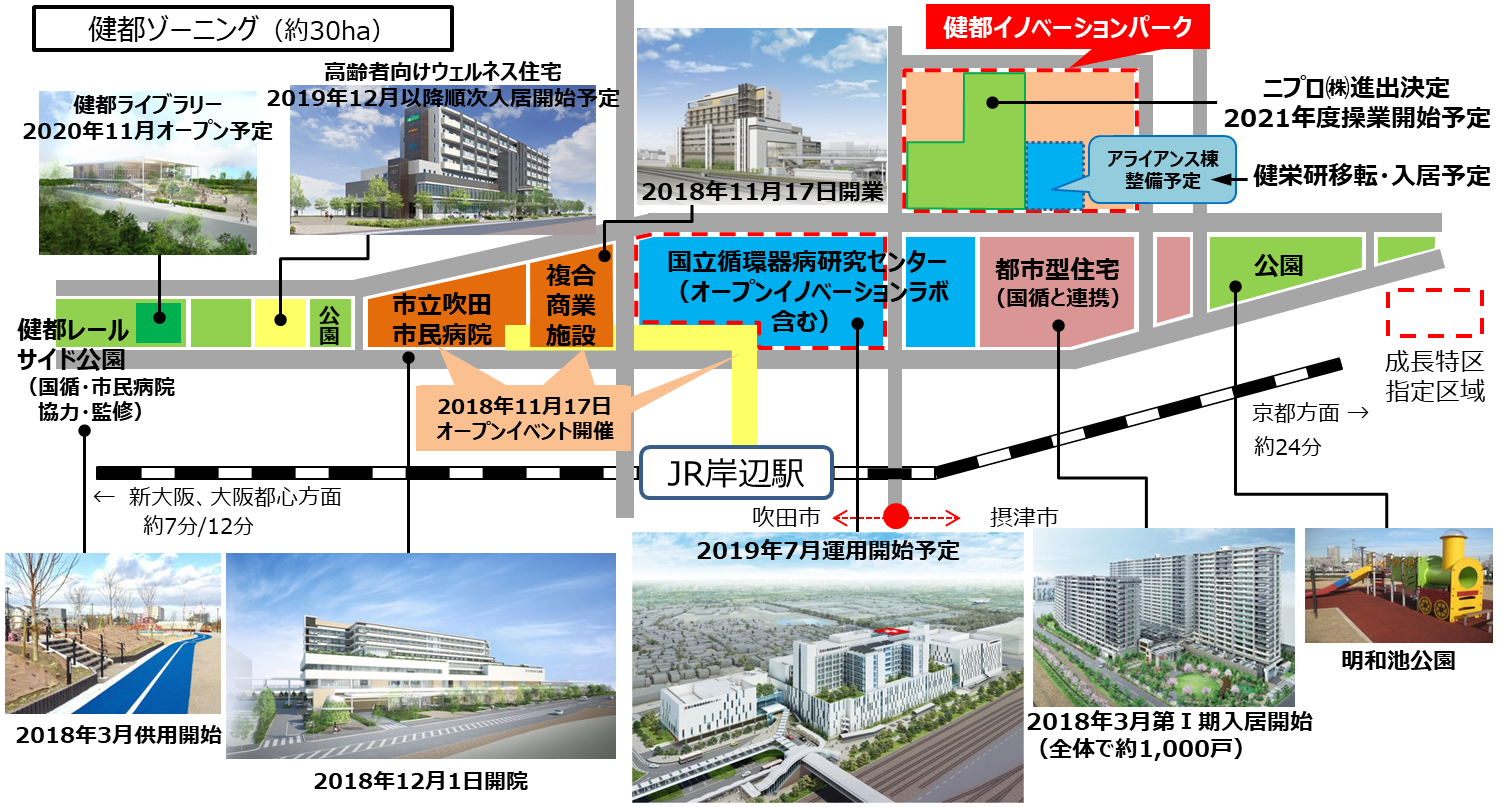 健都ゾーニング（約30ha）
健都イノベーションパーク
高齢者向けウェルネス住宅
2019年12月以降順次入居開始予定
健都ライブラリー
2020年11月オープン予定
2018年11月17日開業
ニプロ㈱進出決定
2021年度操業開始予定
アライアンス棟
整備予定
健栄研移転・入居予定
国立循環器病研究センター
（オープンイノベーションラボ
含む）
都市型住宅
（国循と連携）
公園
複合
商業
施設
市立吹田
市民病院
公
園
健都レール
サイド公園
（国循・市民病院
協力・監修）
成長特区
指定区域
2018年11月17日
オープンイベント開催
京都方面 →
約24分
JR岸辺駅
← 新大阪、大阪都心方面
約7分/12分
吹田市
摂津市
2019年7月運用開始予定
明和池公園
2018年3月供用開始
2018年3月第Ⅰ期入居開始
（全体で約1,000戸）
2018年12月1日開院